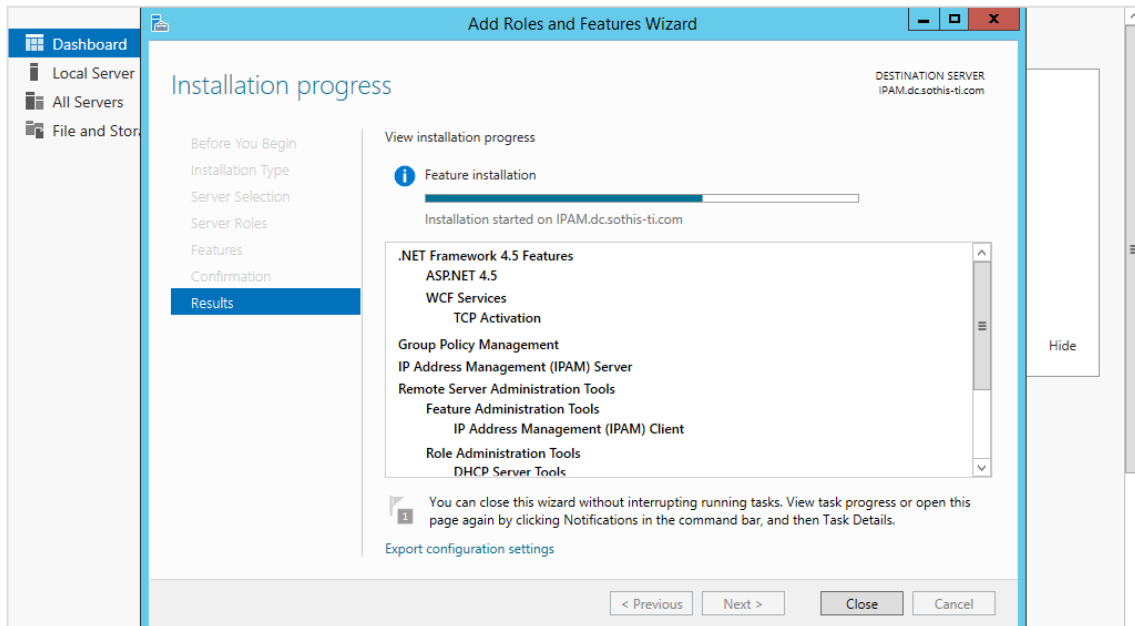 Add Roles and Features Wizard
Dashboard
Local Server
All Servers
File and Stora
Installation progress
DESTINATION SERVER
IPAM.dc.sothis-ti.com
Before You Begin
Installation Type
Server Selection
Server Roles
Features
Confirmation
Results
View installation progress
Feature installation
Installation started on IPAM.dc.sothis-ti.com
.NET Framework 4.5 Features
ASP.NET 4.5
WCF Services
TCP Activation
Group Policy Management
IP Address Management (IPAM) Server
Remote Server Administration Tools
Feature Administration Tools
IP Address Management (IPAM) Client
Role Administration Tools
DHCP Server Tools
1
You can close this wizard without interrupting running tasks. View task progress or open this
page again by clicking Notifications in the command bar, and then Task Details.
Export configuration settings
< Previous
Next >
Close
Cancel
Hide